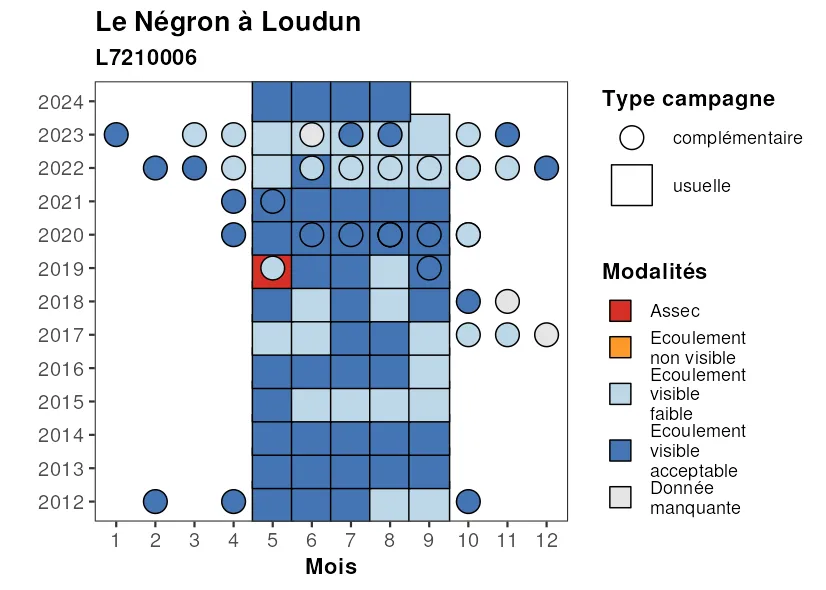 Le Négron à Loudun
L7210006
2024
2023
2022
2021
2020
2019
2018
2017
2016
2015
2014
2013
2012
1 2 3 4 5 6 7 8 9 10 11 12
Mois
Type campagne
complémentaire
usuelle
Modalités
Assec
Ecoulement
non visible
Ecoulement
visible
faible
Ecoulement
visible
acceptable
Donnée
manquante